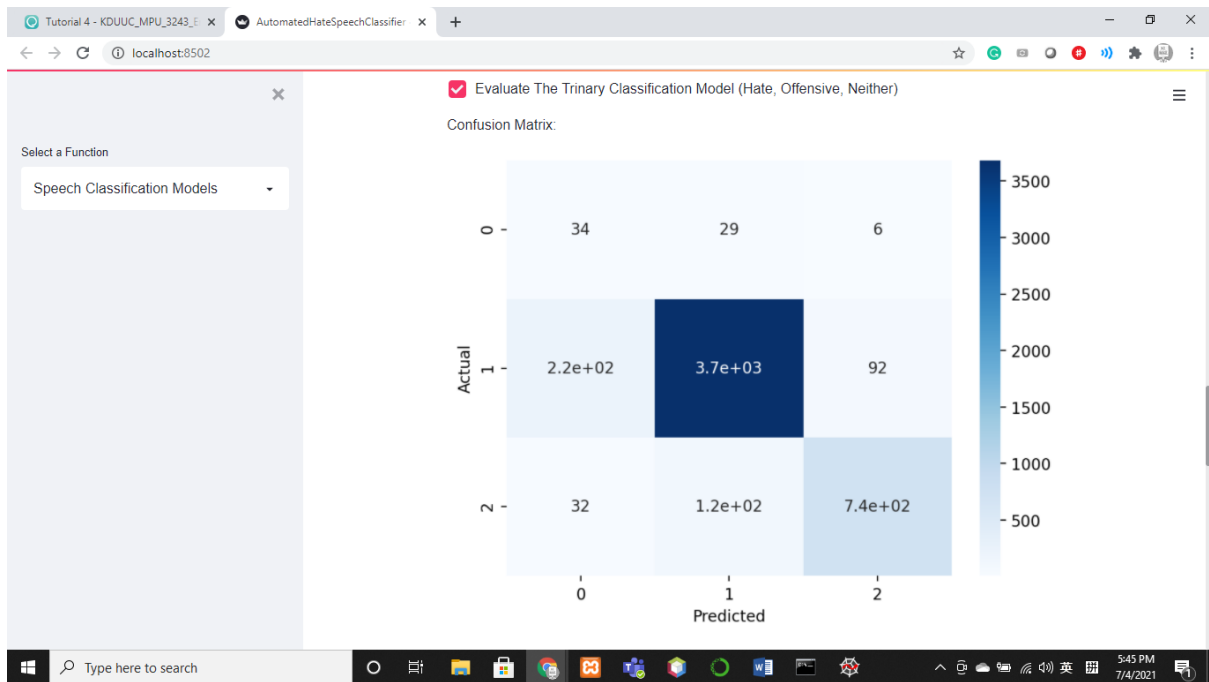 Tutorial 4 - KDUUC_MPU_3243_E
AutomatedHateSpeechClassifier
localhost:8502
Evaluate The Trinary Classification Model (Hate, Offensive, Neither)
Confusion Matrix:
Select a Function
Speech Classification Models
0
34
29
6
Actual
1
2.2e+02
3.7e+03
92
2
32
1.2e+02
7.4e+02
0
1
2
Predicted
3500
3000
2500
2000
1500
1000
500
Type here to search
英
拼
5:45 PM
7/4/2021
1